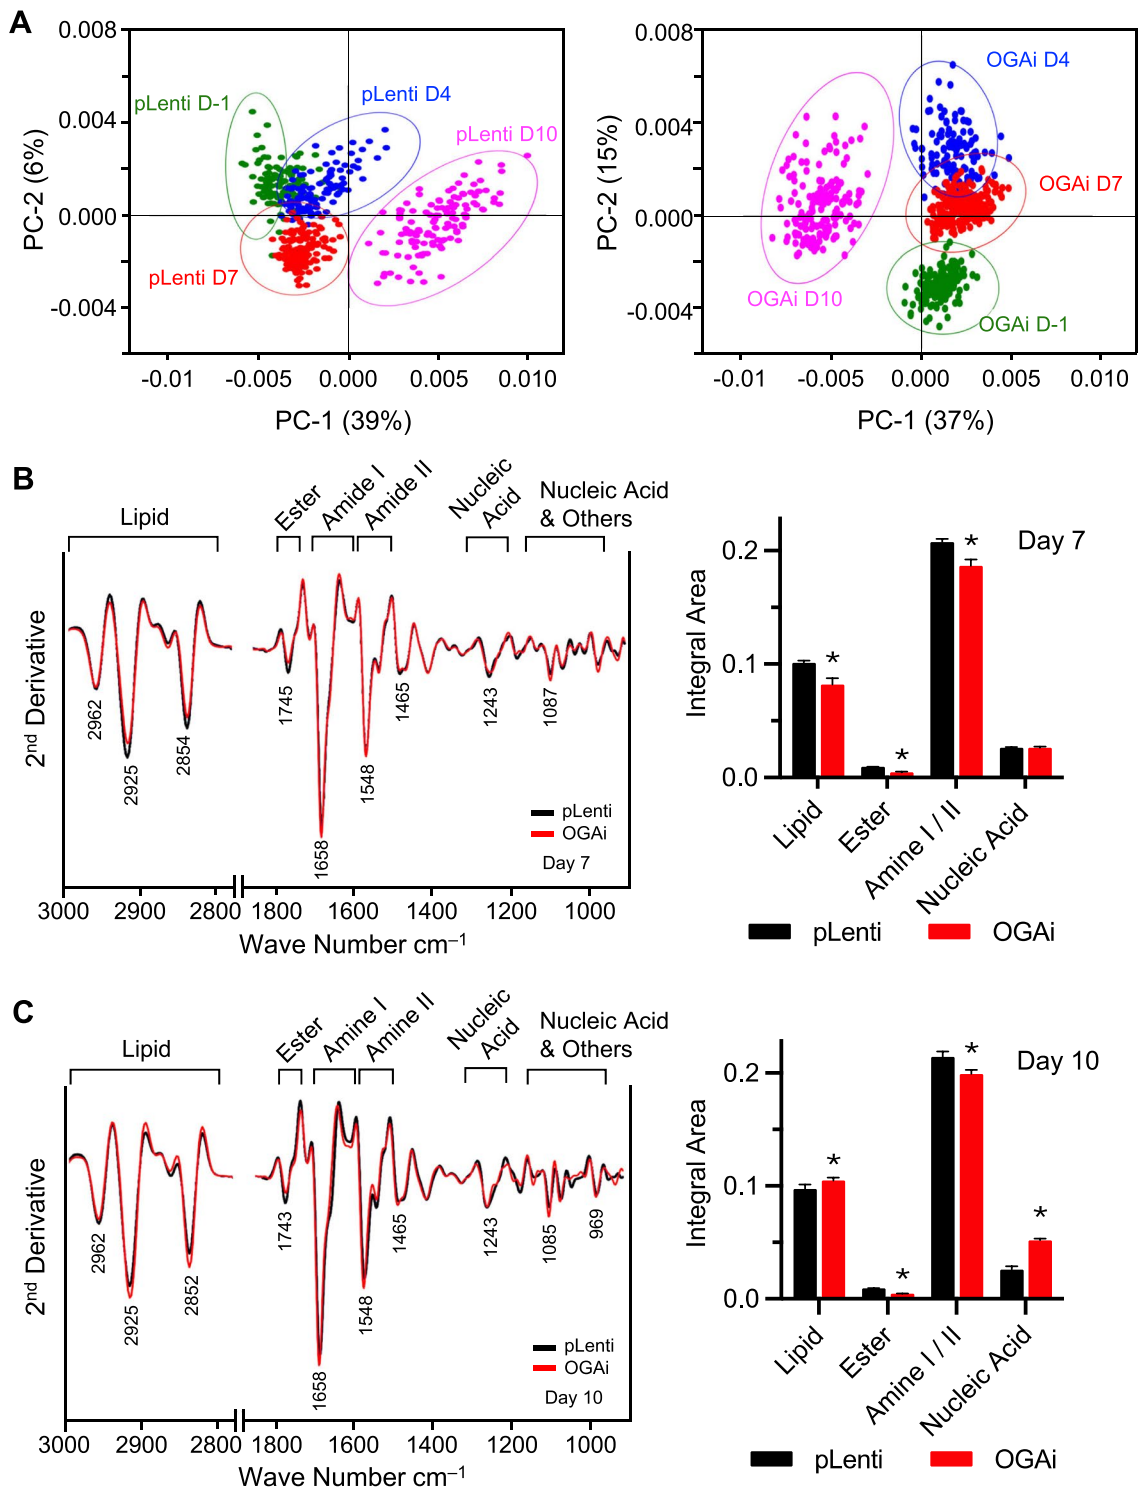 A
0.008
0.004
0.000
-0.004
PC-2 (6%)
pLenti D-1
pLenti D4
pLenti D10
pLenti D7
-0.01
-0.005
0.000
0.005
0.010
PC-1 (39%)
0.008
0.004
0.000
-0.004
PC-2 (15%)
OGAi D4
OGAi D7
OGAi D10
OGAi D-1
-0.01
-0.005
0.000
0.005
0.010
PC-1 (37%)
B
Lipid
Ester
Amide I
Amide II
Nucleic
Acid
Nucleic Acid
& Others
2nd Derivative
2962
2925
2854
1745
1658
1548
1465
1243
1087
pLenti
OGAi
Day 7
3000
2900
2800
1800
1600
1400
1200
1000
Wave Number cm–1
Day 7
Integral Area
0.2
0.1
0.0
*
*
*
Lipid
Ester
Amine I / II
Nucleic Acid
pLenti
OGAi
C
Lipid
Ester
Amine I
Amine II
Nucleic
Acid
Nucleic Acid
& Others
2nd Derivative
2962
2925
2852
1743
1658
1548
1465
1243
1085
969
pLenti
OGAi
Day 10
3000
2900
2800
1800
1600
1400
1200
1000
Wave Number cm–1
Day 10
Integral Area
0.2
0.1
0.0
*
*
*
*
Lipid
Ester
Amine I / II
Nucleic Acid
pLenti
OGAi